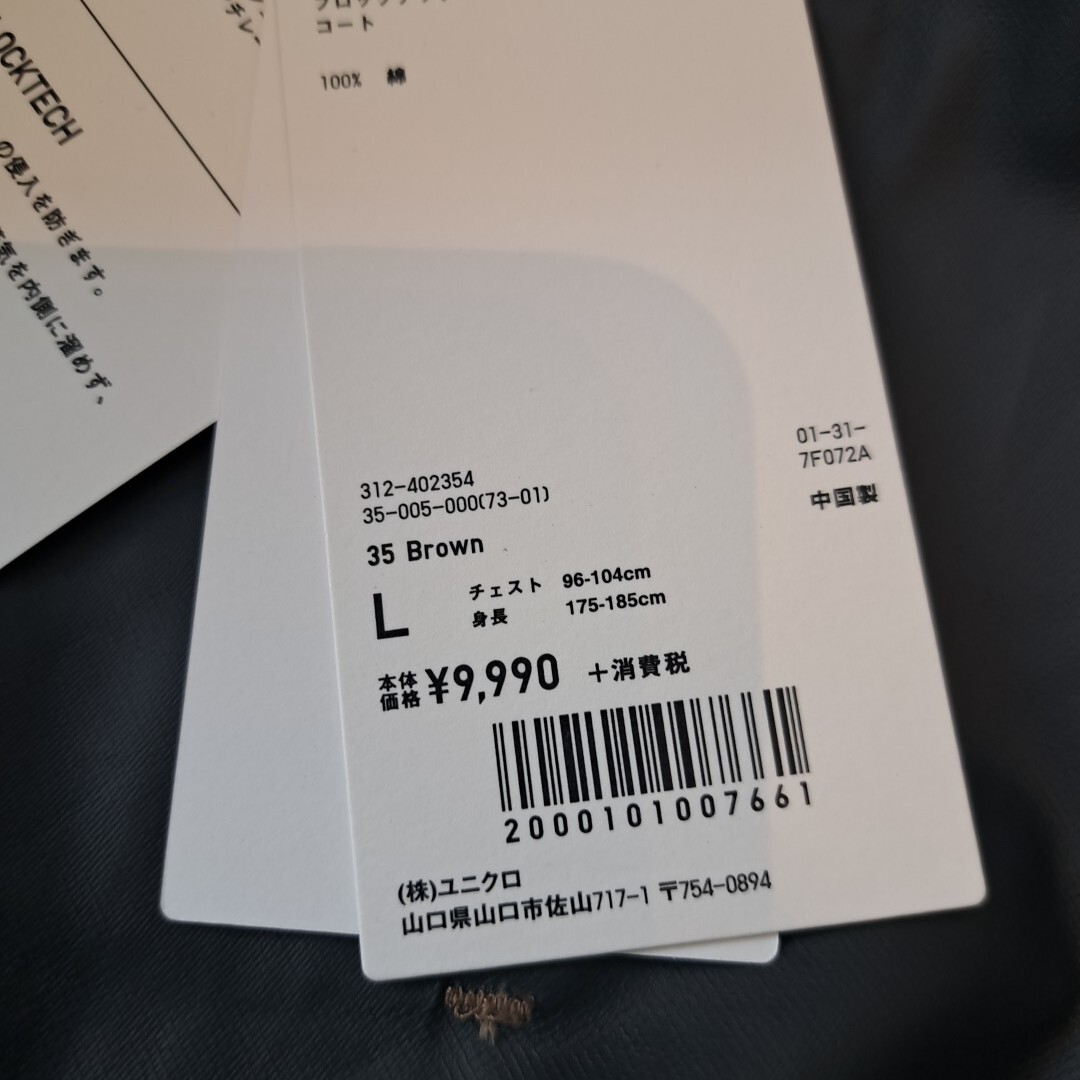 コート
100% 綿
312-402354
35-005-000(73-01)
35 Brown
L
チェスト 96-104cm
身長 175-185cm
本体
価格 ¥9,990 +消費税
2000101007661
(株)ユニクロ
山口県山口市佐山717-1 〒754-0894
01-31-
7F072A
中国製
OCKTECH
の侵入を防ぎます。
気を内側に溜めず、